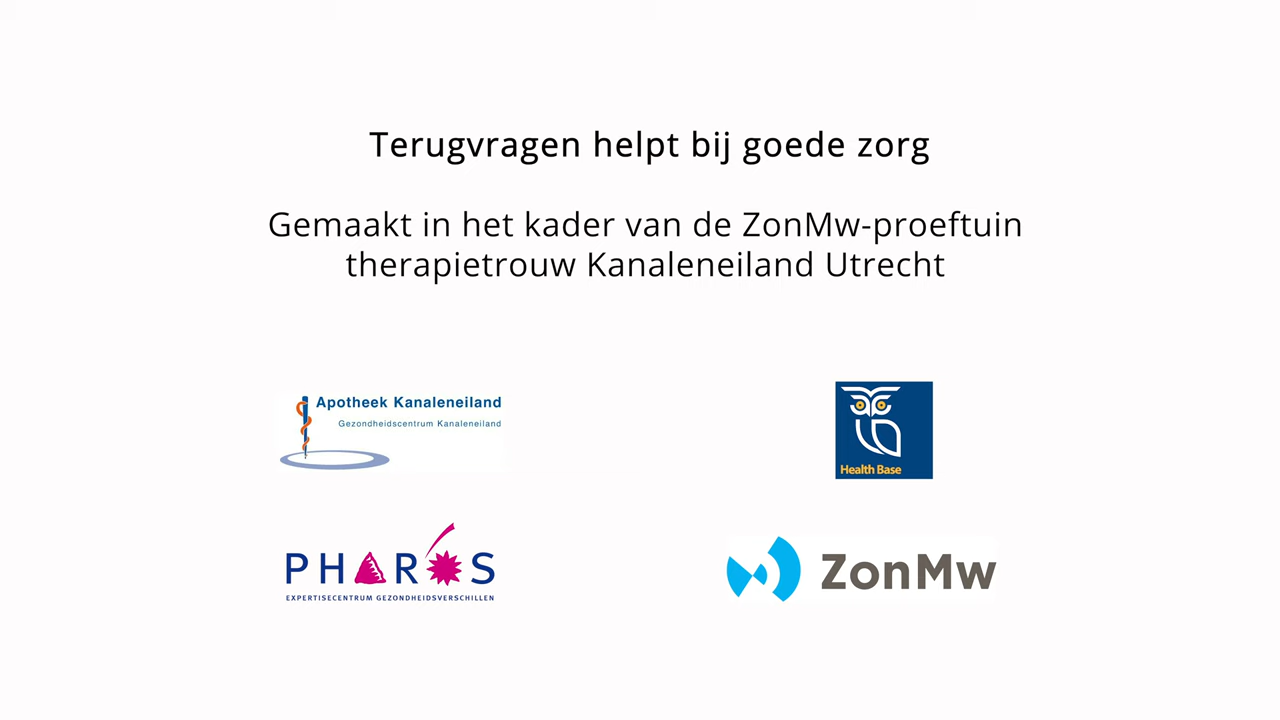 Terugvragen helpt bij goede zorg
Gemaakt in het kader van de ZonMw-proeftuin
therapietrouw Kanaleneiland Utrecht
Apotheek Kanaleneiland
Gezondheidscentrum Kanaleneiland
Health Base
PHAROS
EXPERTISECENTRUM GEZONDHEIDSVERSCHILLEN
ZonMw